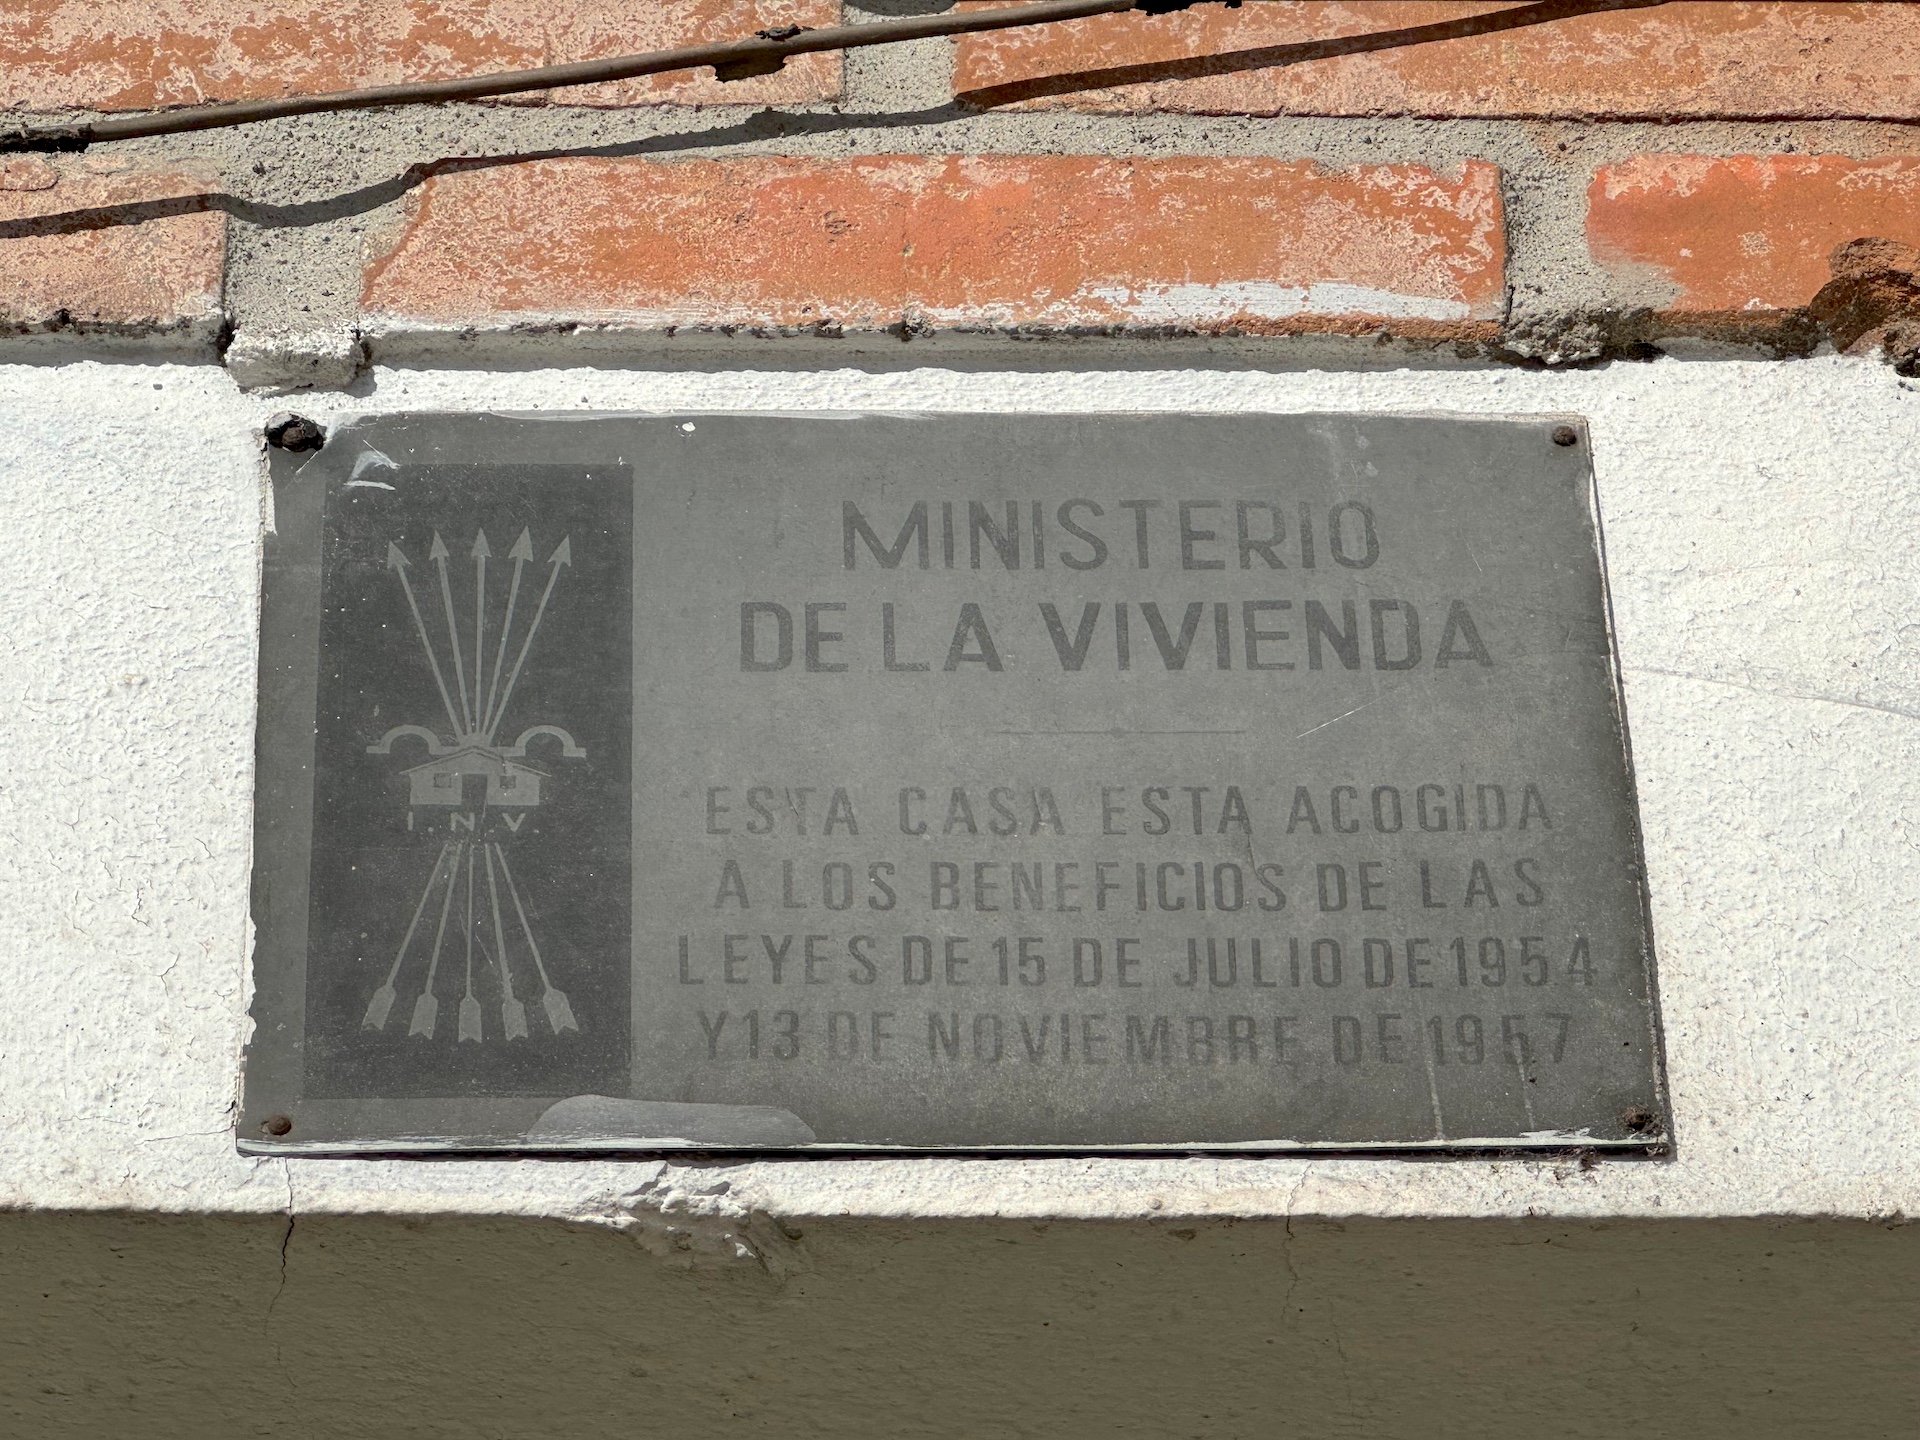 MINISTERIO
DE LA VIVIENDA
I.N.V.
ESTA CASA ESTA ACOGIDA
A LOS BENEFICIOS DE LAS
LEYES DE 15 DE JULIO DE 1954
Y 13 DE NOVIEMBRE DE 1957